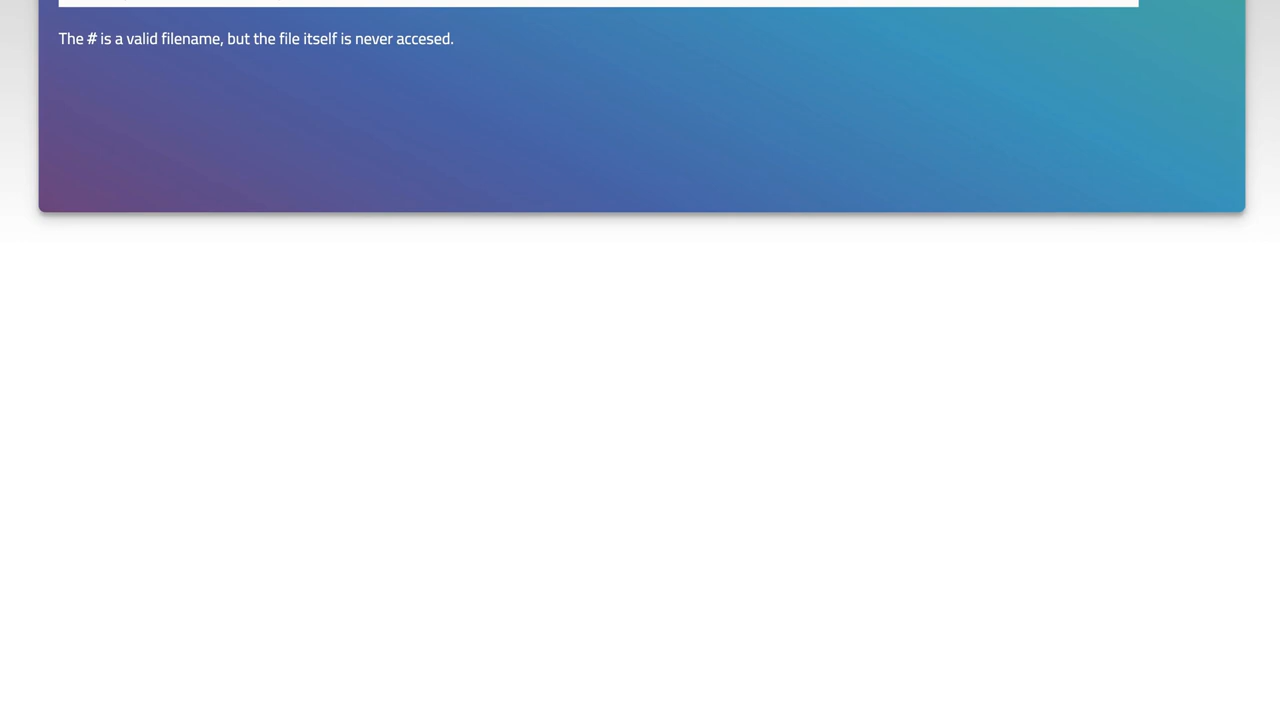 The # is a valid filename, but the file itself is never accesed.